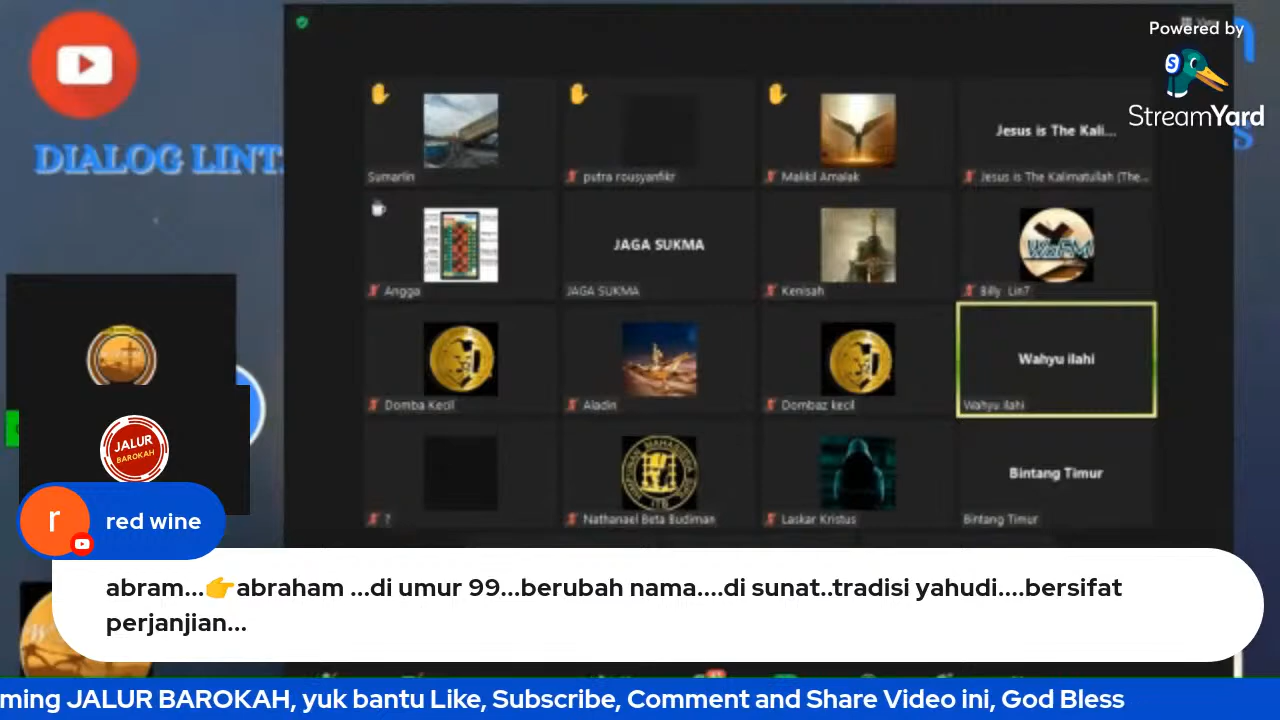 Powered by
StreamYard
DIALOG LINT
Sumarlin
putra rousyanfikr
Malikil Amalak
Jesus is The Kali...
Jesus is The Kalimatullah (The...
Angga
JAGA SUKMA
JAGA SUKMA
Kenisah
Billy Lin7
Domba Kecil
Aladin
Dombaz kecil
Wahyu ilahi
Wahyu ilahi
?
Nathanael Beta Budiman
Laskar Kristus
Bintang Timur
Bintang Timur
JALUR
BAROKAH
r
red wine
abram...👉abraham ...di umur 99...berubah nama....di sunat..tradisi yahudi....bersifat
perjanjian...
ming JALUR BAROKAH, yuk bantu Like, Subscribe, Comment and Share Video ini, God Bless